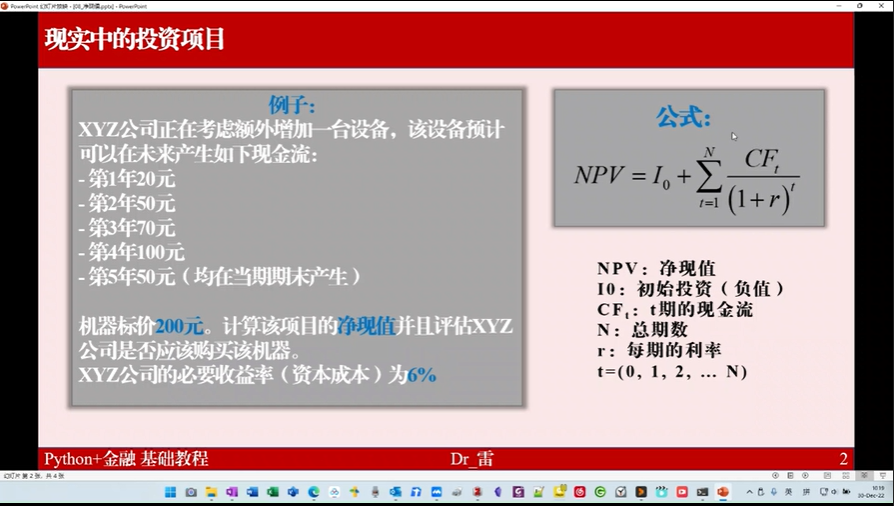 PowerPoint 幻灯片放映 - [08_净现值.pptx] - PowerPoint
现实中的投资项目
例子：
XYZ公司正在考虑额外增加一台设备，该设备预计
可以在未来产生如下现金流：
- 第1年20元
- 第2年50元
- 第3年70元
- 第4年100元
- 第5年50元（均在当期期末产生）
机器标价200元。计算该项目的净现值并且评估XYZ
公司是否应该购买该机器。
XYZ公司的必要收益率（资本成本）为6%
公式：
NPV = I₀ + ∑_{t=1}^{N} CF_t / (1+r)^t
NPV：净现值
I0：初始投资（负值）
CF_t：t期的现金流
N：总期数
r：每期的利率
t=(0, 1, 2, … N)
Python+金融 基础教程
Dr_雷
2
幻灯片 第 2 张，共 4 张
英
拼
10:19
10-Dec-22